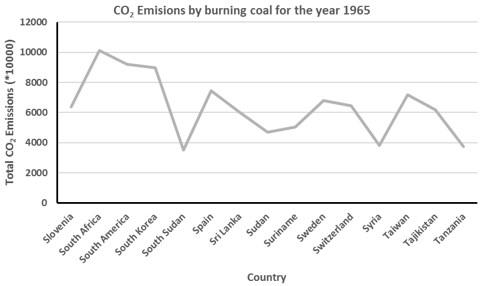 CO₂ Emisions by burning coal for the year 1965
Total CO₂ Emissions (*10000)
12000
10000
8000
6000
4000
2000
0
Slovenia
South Africa
South America
South Korea
South Sudan
Spain
Sri Lanka
Sudan
Suriname
Sweden
Switzerland
Syria
Taiwan
Tajikistan
Tanzania
Country